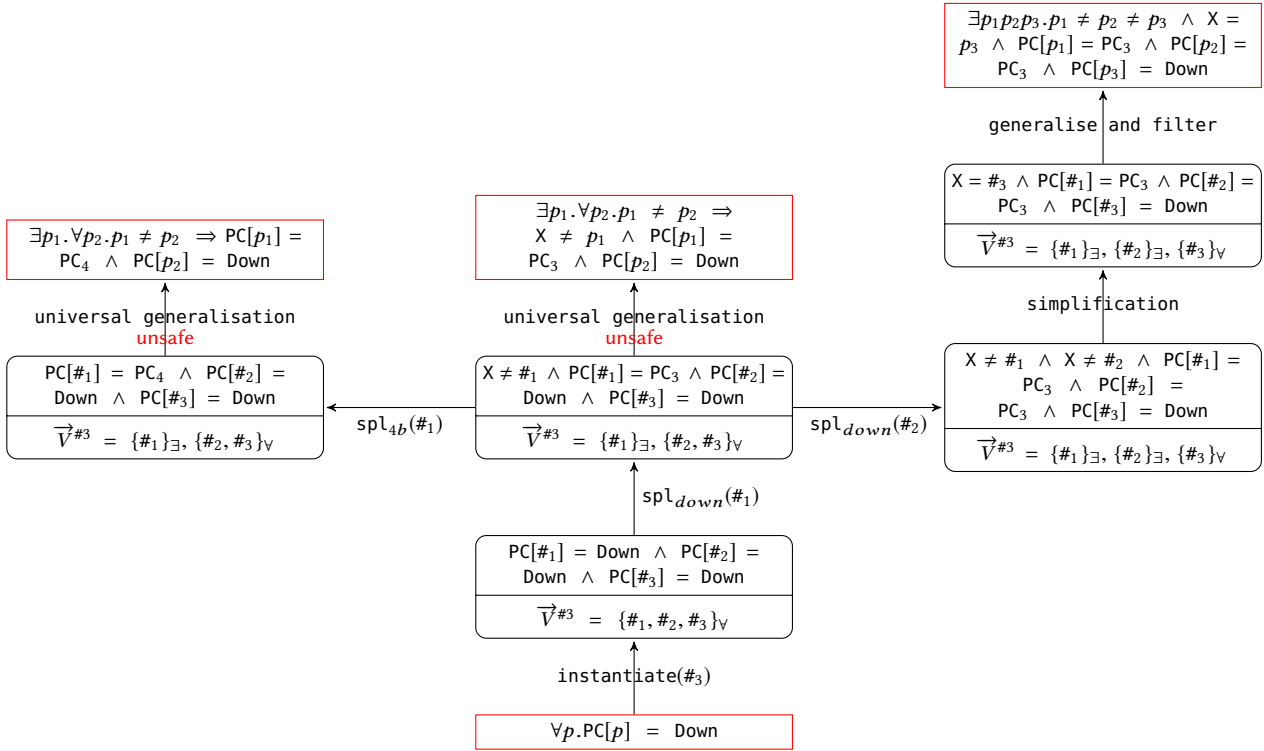 ∃p₁p₂p₃.p₁ ≠ p₂ ≠ p₃ ∧ X =
p₃ ∧ PC[p₁] = PC₃ ∧ PC[p₂] =
PC₃ ∧ PC[p₃] = Down
generalise and filter
X = #₃ ∧ PC[#₁] = PC₃ ∧ PC[#₂] =
PC₃ ∧ PC[#₃] = Down
V⃗^#3 = {#₁}∃, {#₂}∃, {#₃}∀
simplification
∃p₁.∀p₂.p₁ ≠ p₂ ⇒ PC[p₁] =
PC₄ ∧ PC[p₂] = Down
universal generalisation
unsafe
∃p₁.∀p₂.p₁ ≠ p₂ ⇒
X ≠ p₁ ∧ PC[p₁] =
PC₃ ∧ PC[p₂] = Down
universal generalisation
unsafe
PC[#₁] = PC₄ ∧ PC[#₂] =
Down ∧ PC[#₃] = Down
V⃗^#3 = {#₁}∃, {#₂, #₃}∀
spl₄b(#₁)
X ≠ #₁ ∧ PC[#₁] = PC₃ ∧ PC[#₂] =
Down ∧ PC[#₃] = Down
V⃗^#3 = {#₁}∃, {#₂, #₃}∀
spl_down(#₂)
X ≠ #₁ ∧ X ≠ #₂ ∧ PC[#₁] =
PC₃ ∧ PC[#₂] =
PC₃ ∧ PC[#₃] = Down
V⃗^#3 = {#₁}∃, {#₂}∃, {#₃}∀
spl_down(#₁)
PC[#₁] = Down ∧ PC[#₂] =
Down ∧ PC[#₃] = Down
V⃗^#3 = {#₁, #₂, #₃}∀
instantiate(#₃)
∀p.PC[p] = Down